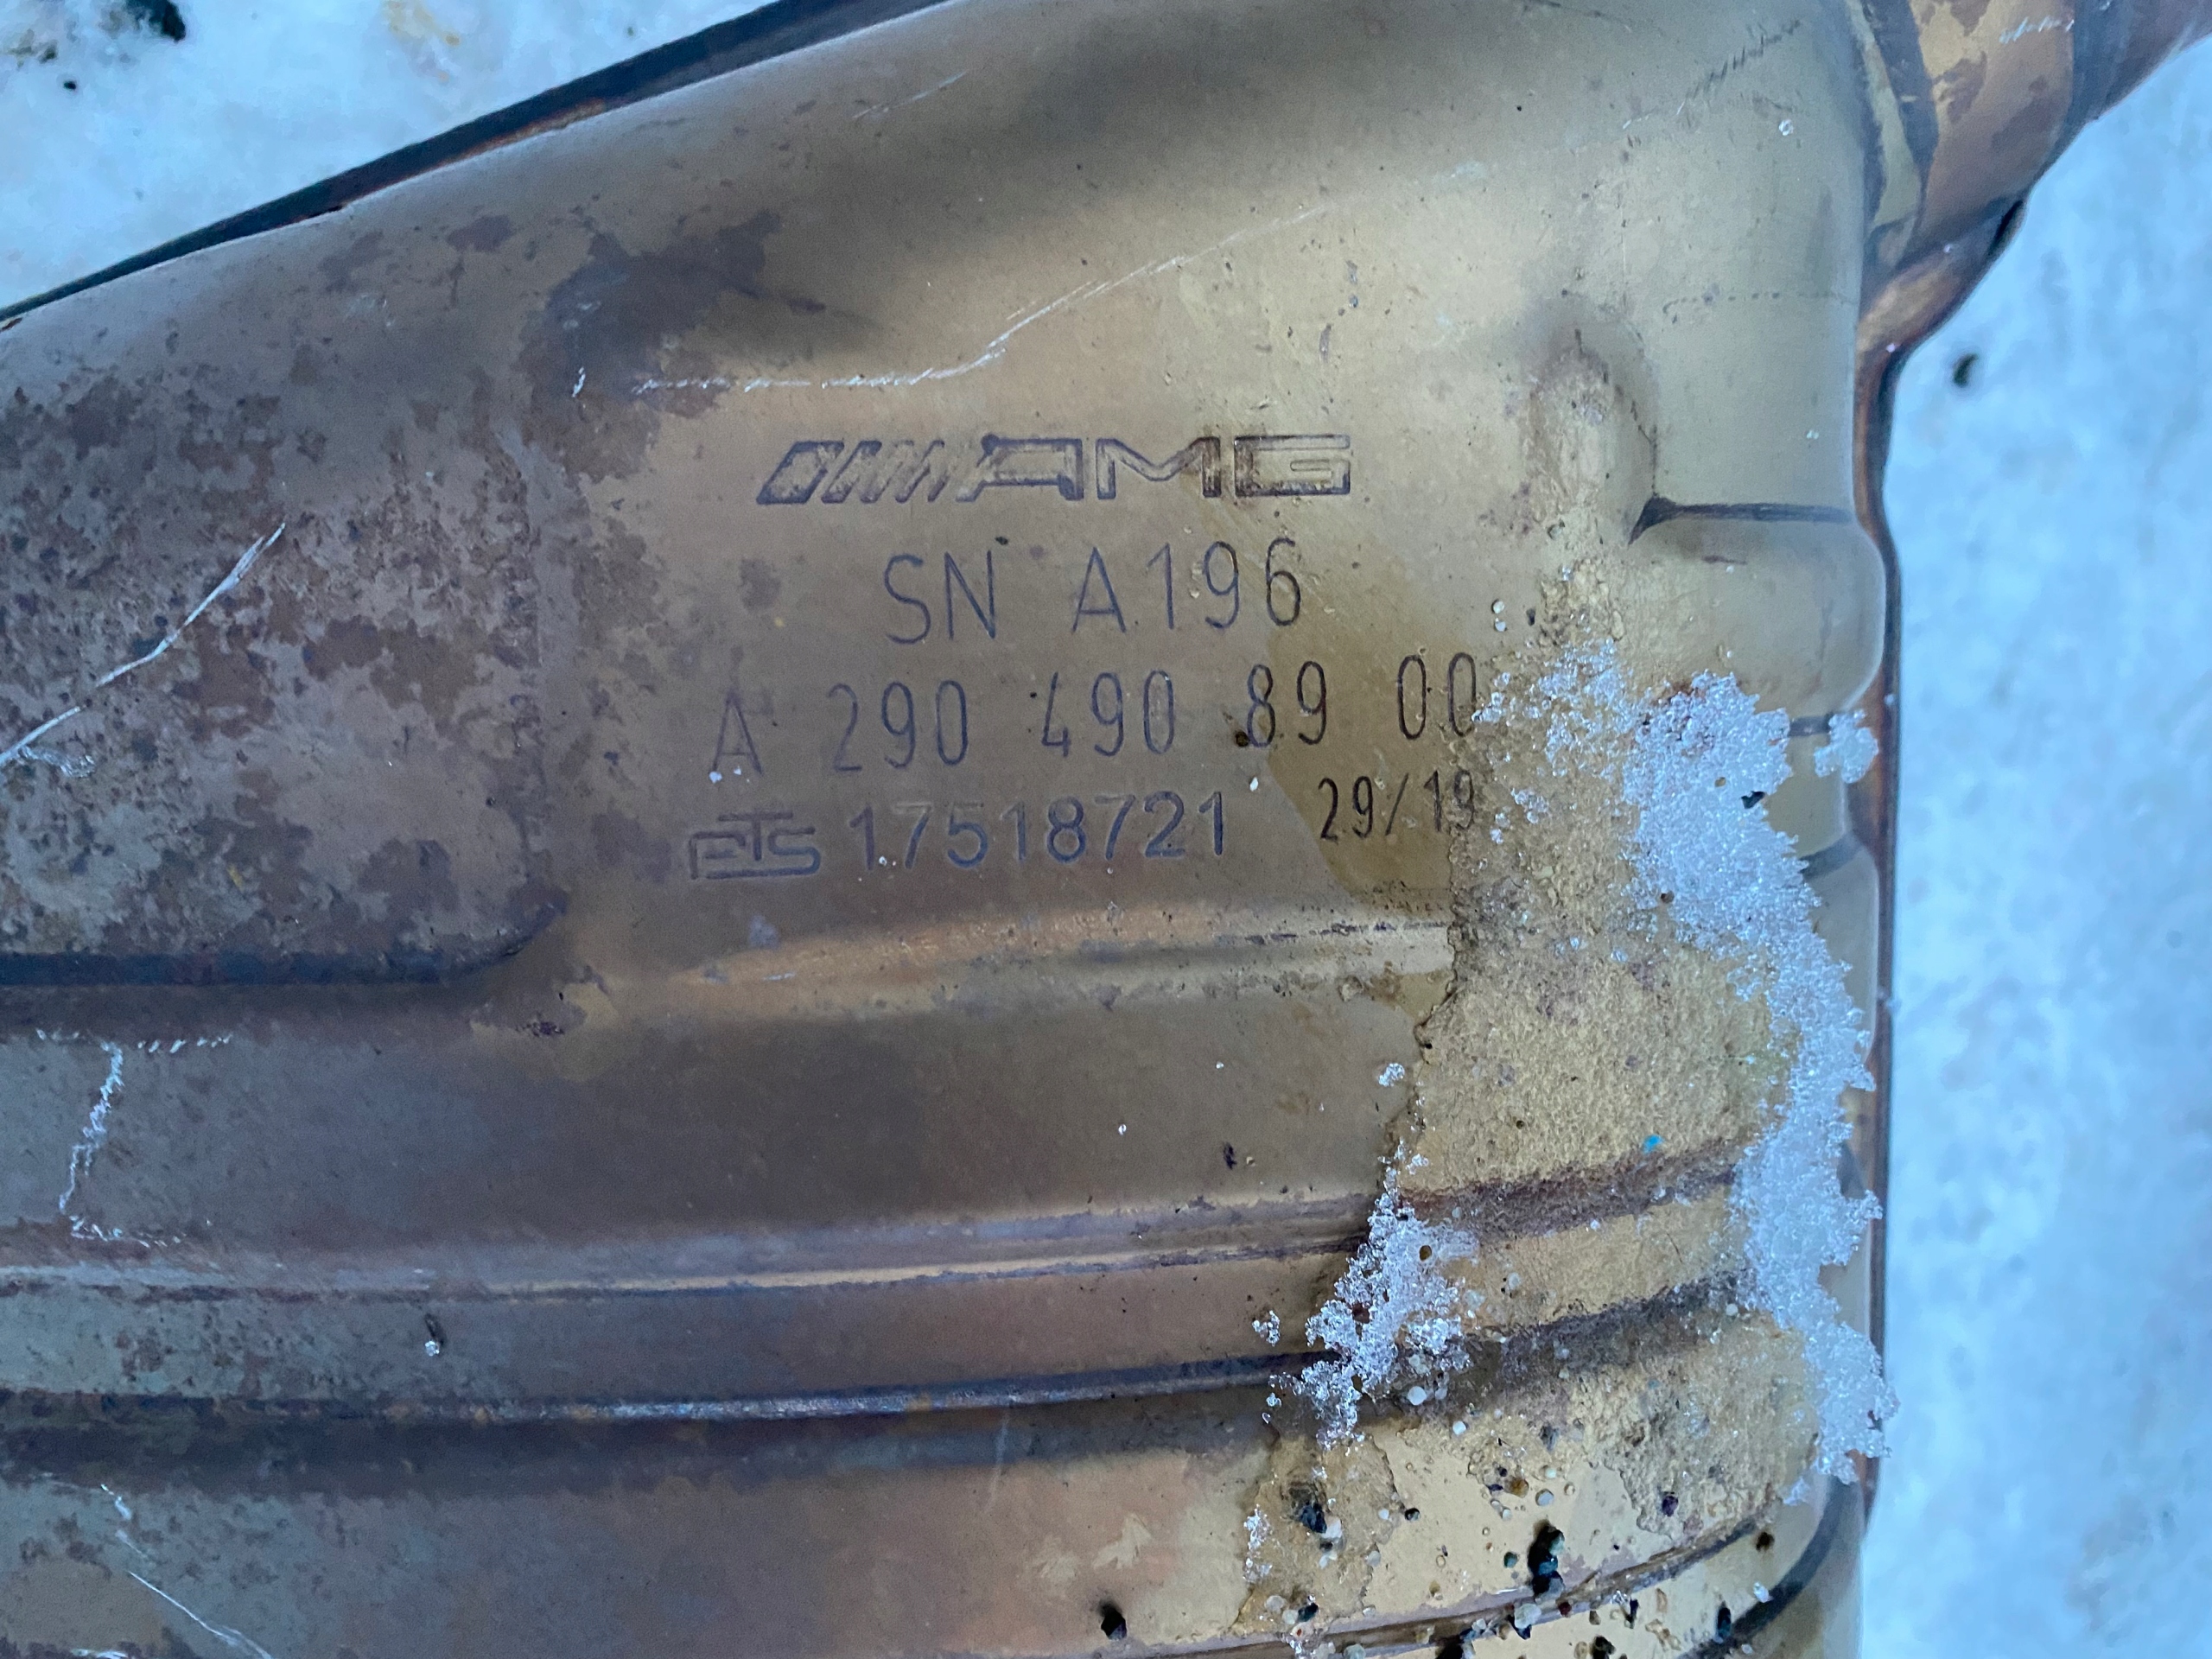 AMG
SN A196
A 290 490 89 00
ETS 17518721 29/19